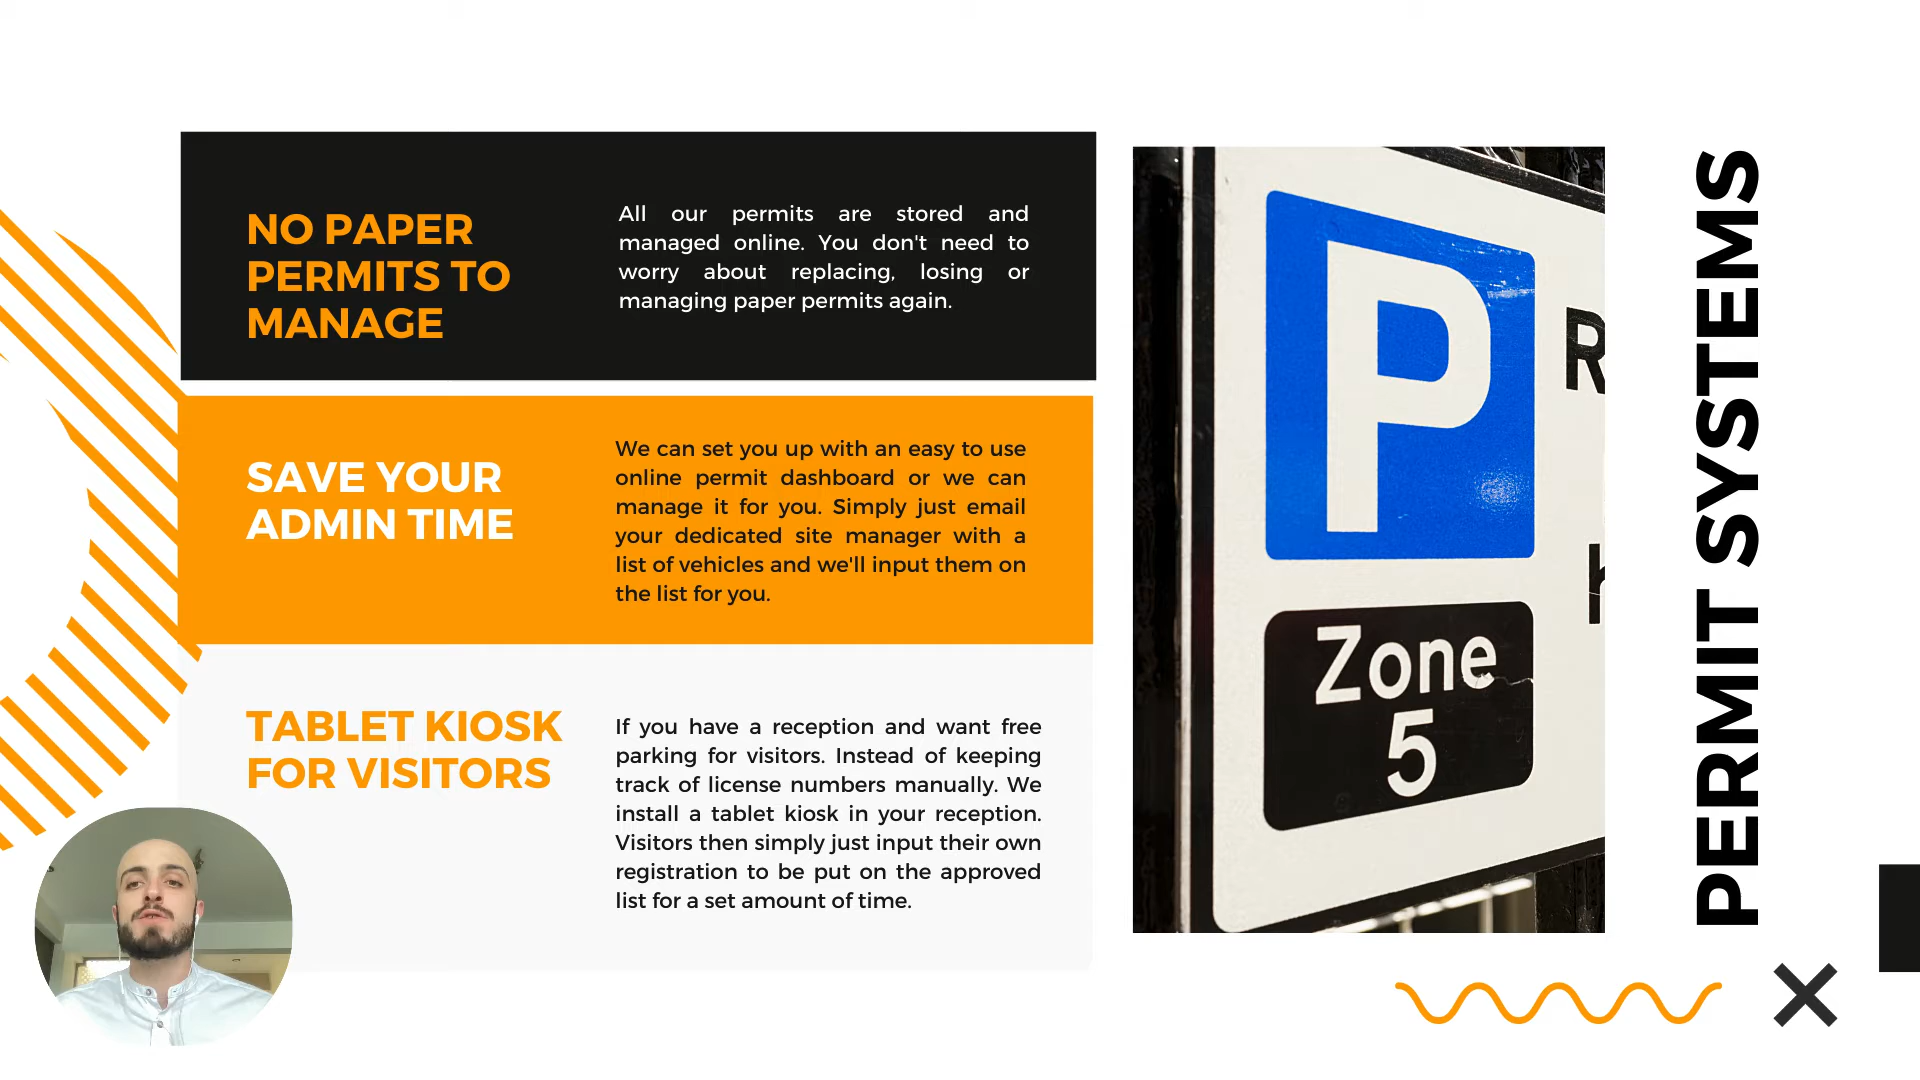 NO PAPER
PERMITS TO
MANAGE
All our permits are stored and
managed online. You don't need to
worry about replacing, losing or
managing paper permits again.
SAVE YOUR
ADMIN TIME
We can set you up with an easy to use
online permit dashboard or we can
manage it for you. Simply just email
your dedicated site manager with a
list of vehicles and we'll input them on
the list for you.
TABLET KIOSK
FOR VISITORS
If you have a reception and want free
parking for visitors. Instead of keeping
track of license numbers manually. We
install a tablet kiosk in your reception.
Visitors then simply just input their own
registration to be put on the approved
list for a set amount of time.
P
Zone
5
PERMIT SYSTEMS